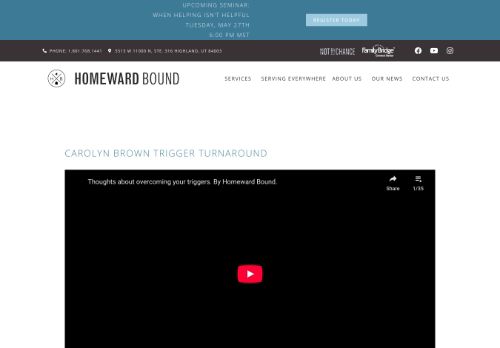 UPCOMING SEMINAR:
WHEN HELPING ISN'T HELPFUL
TUESDAY, MAY 27TH
6:00 PM MST
REGISTER TODAY
PHONE: 1.801.768.1441
5513 W 11000 N, STE. 316 HIGHLAND, UT 84003
NOT BY CHANCE
FamilyBridge
HOMEWARD BOUND
SERVICES
SERVING EVERYWHERE
ABOUT US
OUR NEWS
CONTACT US
CAROLYN BROWN TRIGGER TURNAROUND
Thoughts about overcoming your triggers. By Homeward Bound.
Share
1/35